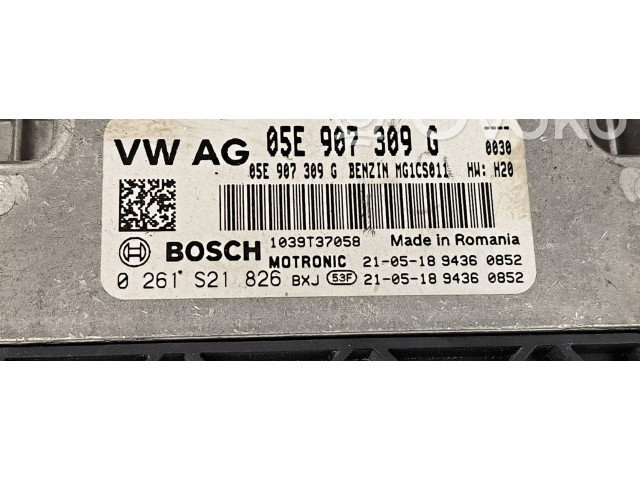 VW AG 05E 907 309 G ----
0030
05E 907 309 G BENZIN MG1CS011 HW: H20
BOSCH 1039T37058 Made in Romania
MOTRONIC 21-05-18 9436 0852
0 261 S21 826 BXJ 53F 21-05-18 9436 0852